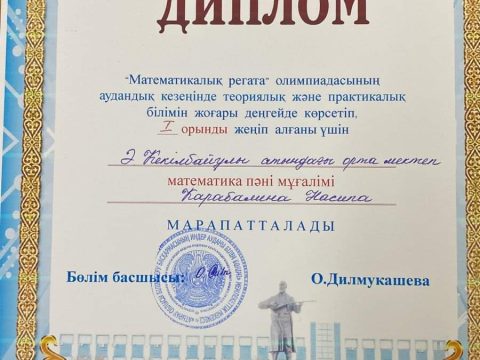 ДИПЛОМ
"Математикалық регата" олимпиадасының
аудандық кезеңінде теориялық және практикалық
білімін жоғары деңгейде көрсетіп,
I орынды жеңіп алғаны үшін
Ә Кекілбайұлы атындағы орта мектеп
математика пәні мұғалімі
Карабалина Насипа
МАРАПАТТАЛАДЫ
Бөлім басшысы:
О.Дилмукашева